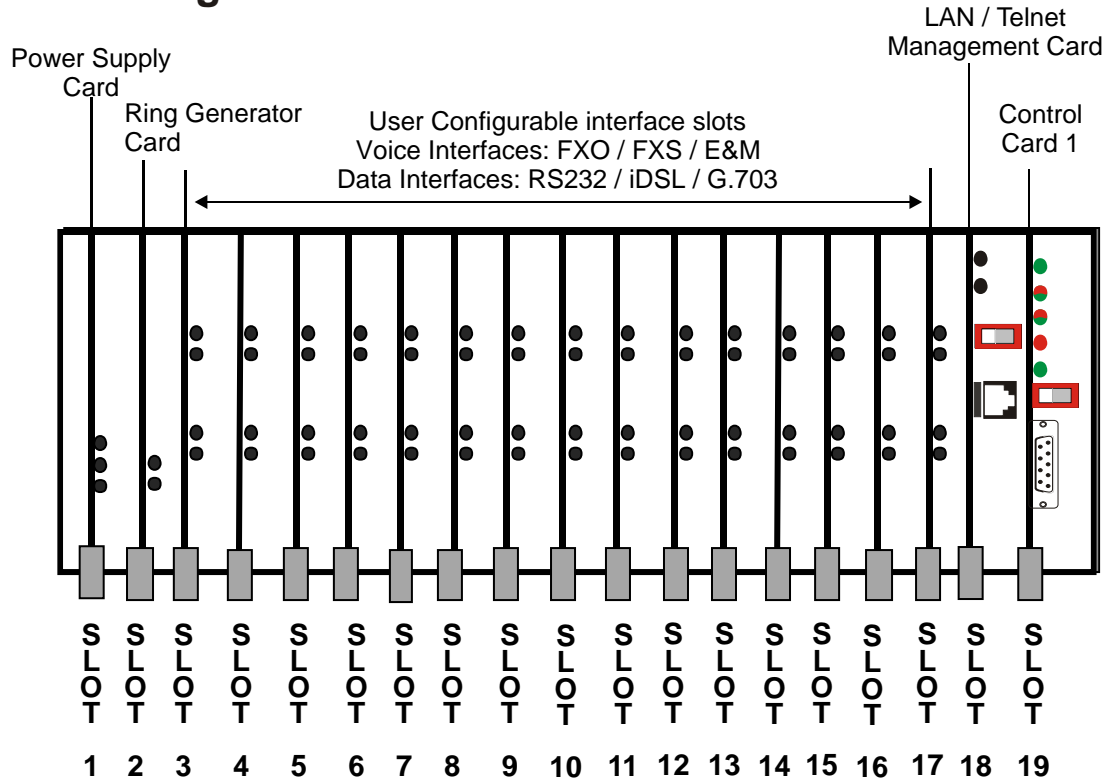 LAN / Telnet
Management Card
Power Supply
Card
Ring Generator
Card
User Configurable interface slots
Voice Interfaces: FXO / FXS / E&M
Data Interfaces: RS232 / iDSL / G.703
Control
Card 1
SLOT SLOT SLOT SLOT SLOT SLOT SLOT SLOT SLOT SLOT SLOT SLOT SLOT SLOT SLOT SLOT SLOT SLOT SLOT
1 2 3 4 5 6 7 8 9 10 11 12 13 14 15 16 17 18 19